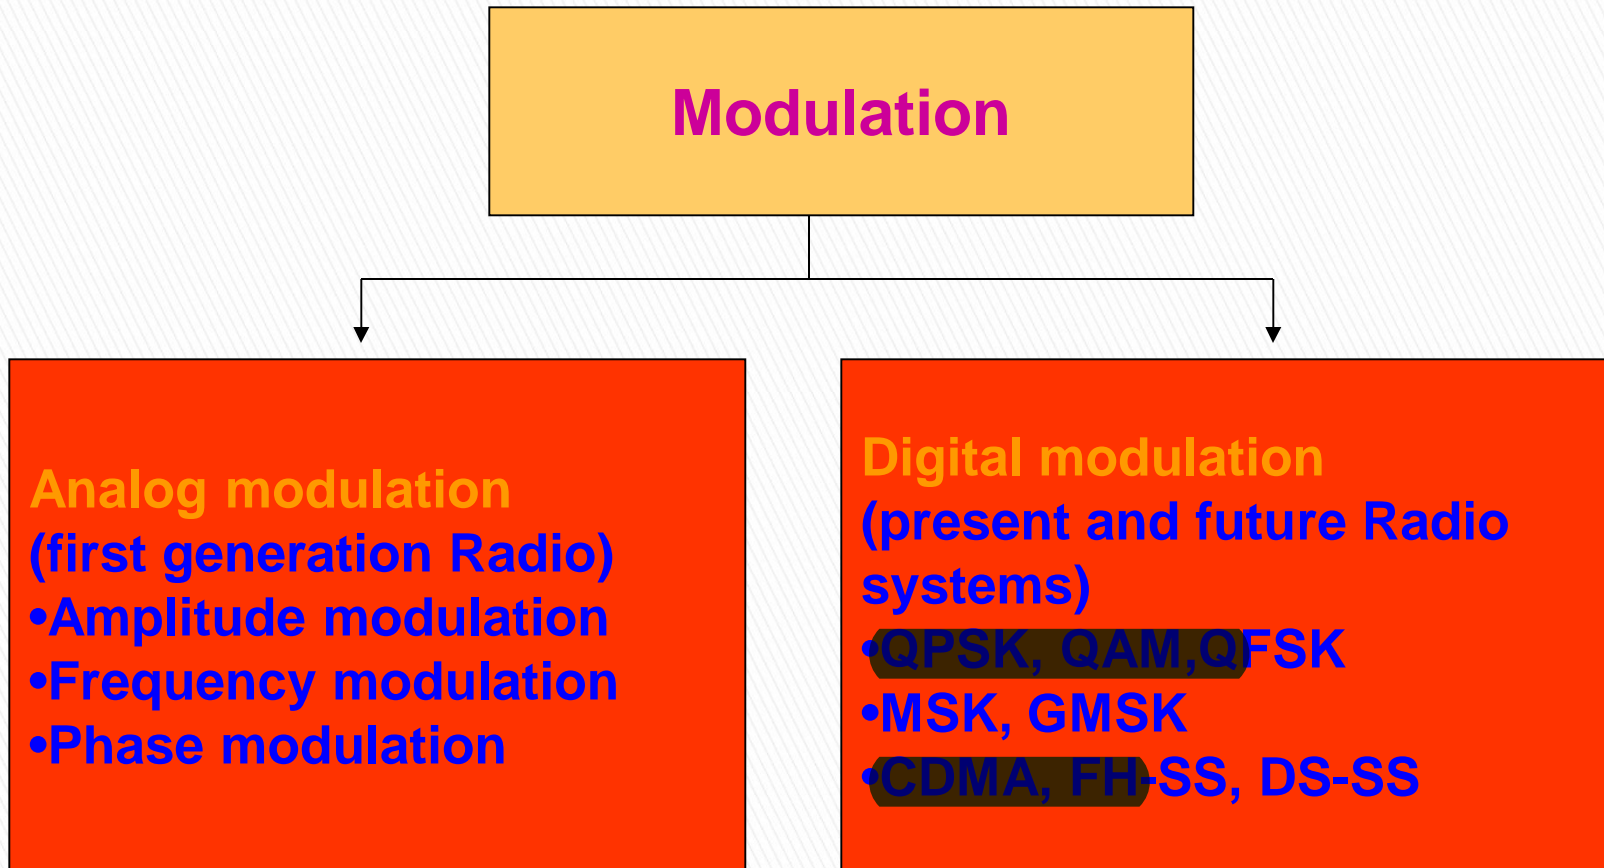 Modulation
Analog modulation
(first generation Radio)
•Amplitude modulation
•Frequency modulation
•Phase modulation
Digital modulation
(present and future Radio
systems)
•QPSK, QAM,QFSK
•MSK, GMSK
•CDMA, FH-SS, DS-SS